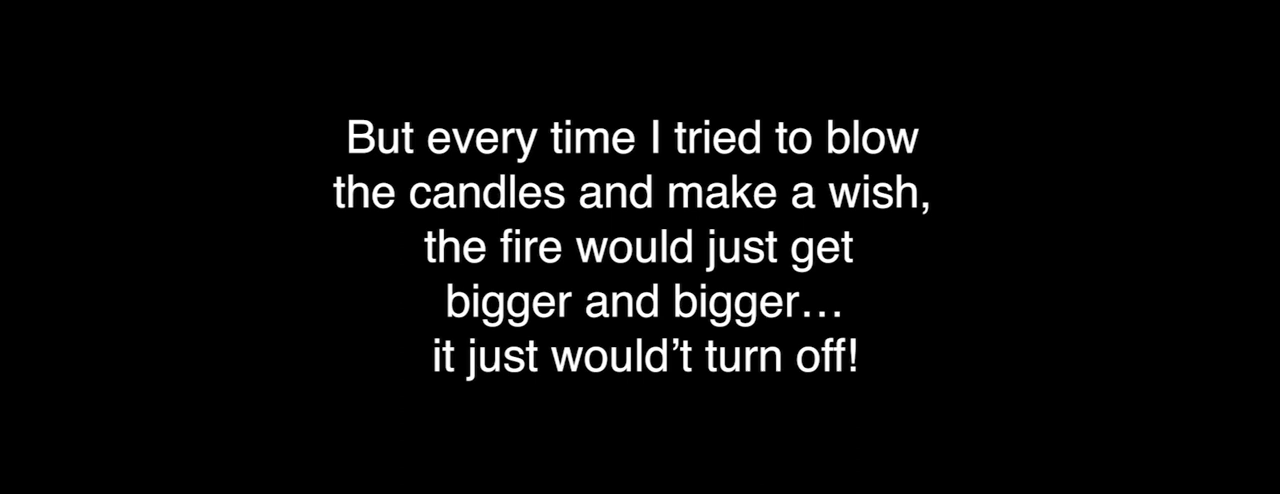 But every time I tried to blow
the candles and make a wish,
the fire would just get
bigger and bigger…
it just would’t turn off!